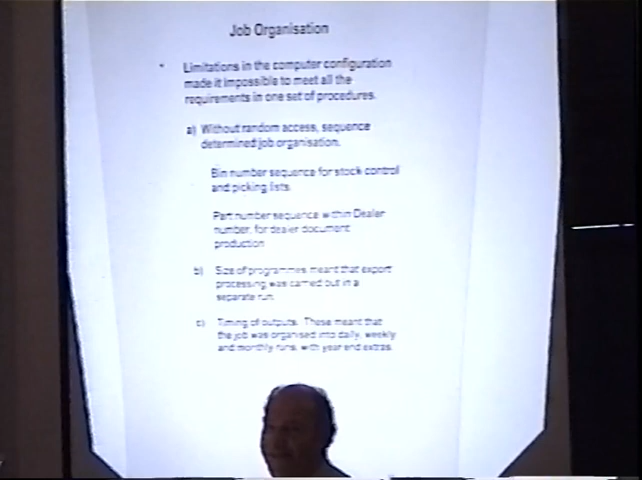 Job Organisation
• Limitations in the computer configuration
made it impossible to meet all the
requirements in one set of procedures.
a) Without random access, sequence
determined job organisation.
Bin number sequence for stock control
and picking lists.
Part number sequence within Dealer
number, for dealer document
production
b) Size of programmes meant that export
processing was carried out in a
separate run.
c) Timing of outputs. These meant that
the job was organised into daily, weekly
and monthly runs, with year end extras.